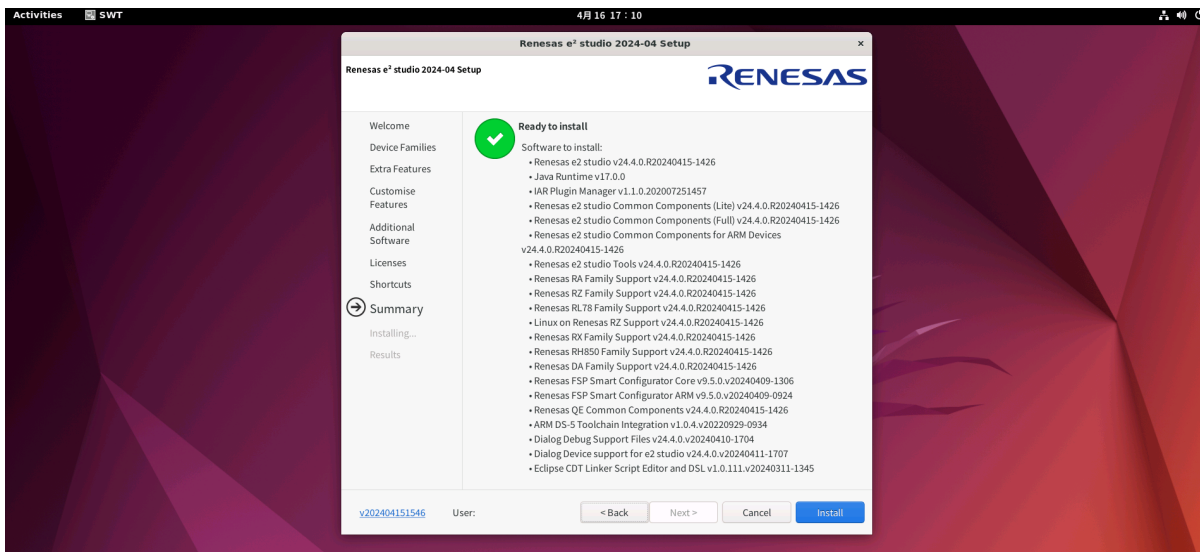 Activities SWT 4月 16 17：10
Renesas e² studio 2024-04 Setup ×
Renesas e² studio 2024-04 Setup
RENESAS
Welcome
Device Families
Extra Features
Customise
Features
Additional
Software
Licenses
Shortcuts
Summary
Installing...
Results
Ready to install
Software to install:
• Renesas e2 studio v24.4.0.R20240415-1426
• Java Runtime v17.0.0
• IAR Plugin Manager v1.1.0.202007251457
• Renesas e2 studio Common Components (Lite) v24.4.0.R20240415-1426
• Renesas e2 studio Common Components (Full) v24.4.0.R20240415-1426
• Renesas e2 studio Common Components for ARM Devices
v24.4.0.R20240415-1426
• Renesas e2 studio Tools v24.4.0.R20240415-1426
• Renesas RA Family Support v24.4.0.R20240415-1426
• Renesas RZ Family Support v24.4.0.R20240415-1426
• Renesas RL78 Family Support v24.4.0.R20240415-1426
• Linux on Renesas RZ Support v24.4.0.R20240415-1426
• Renesas RX Family Support v24.4.0.R20240415-1426
• Renesas RH850 Family Support v24.4.0.R20240415-1426
• Renesas DA Family Support v24.4.0.R20240415-1426
• Renesas FSP Smart Configurator Core v9.5.0.v20240409-1306
• Renesas FSP Smart Configurator ARM v9.5.0.v20240409-0924
• Renesas QE Common Components v24.4.0.R20240415-1426
• ARM DS-5 Toolchain Integration v1.0.4.v20220929-0934
• Dialog Debug Support Files v24.4.0.v20240410-1704
• Dialog Device support for e2 studio v24.4.0.v20240411-1707
• Eclipse CDT Linker Script Editor and DSL v1.0.111.v20240311-1345
v202404151546 User: < Back Next > Cancel Install